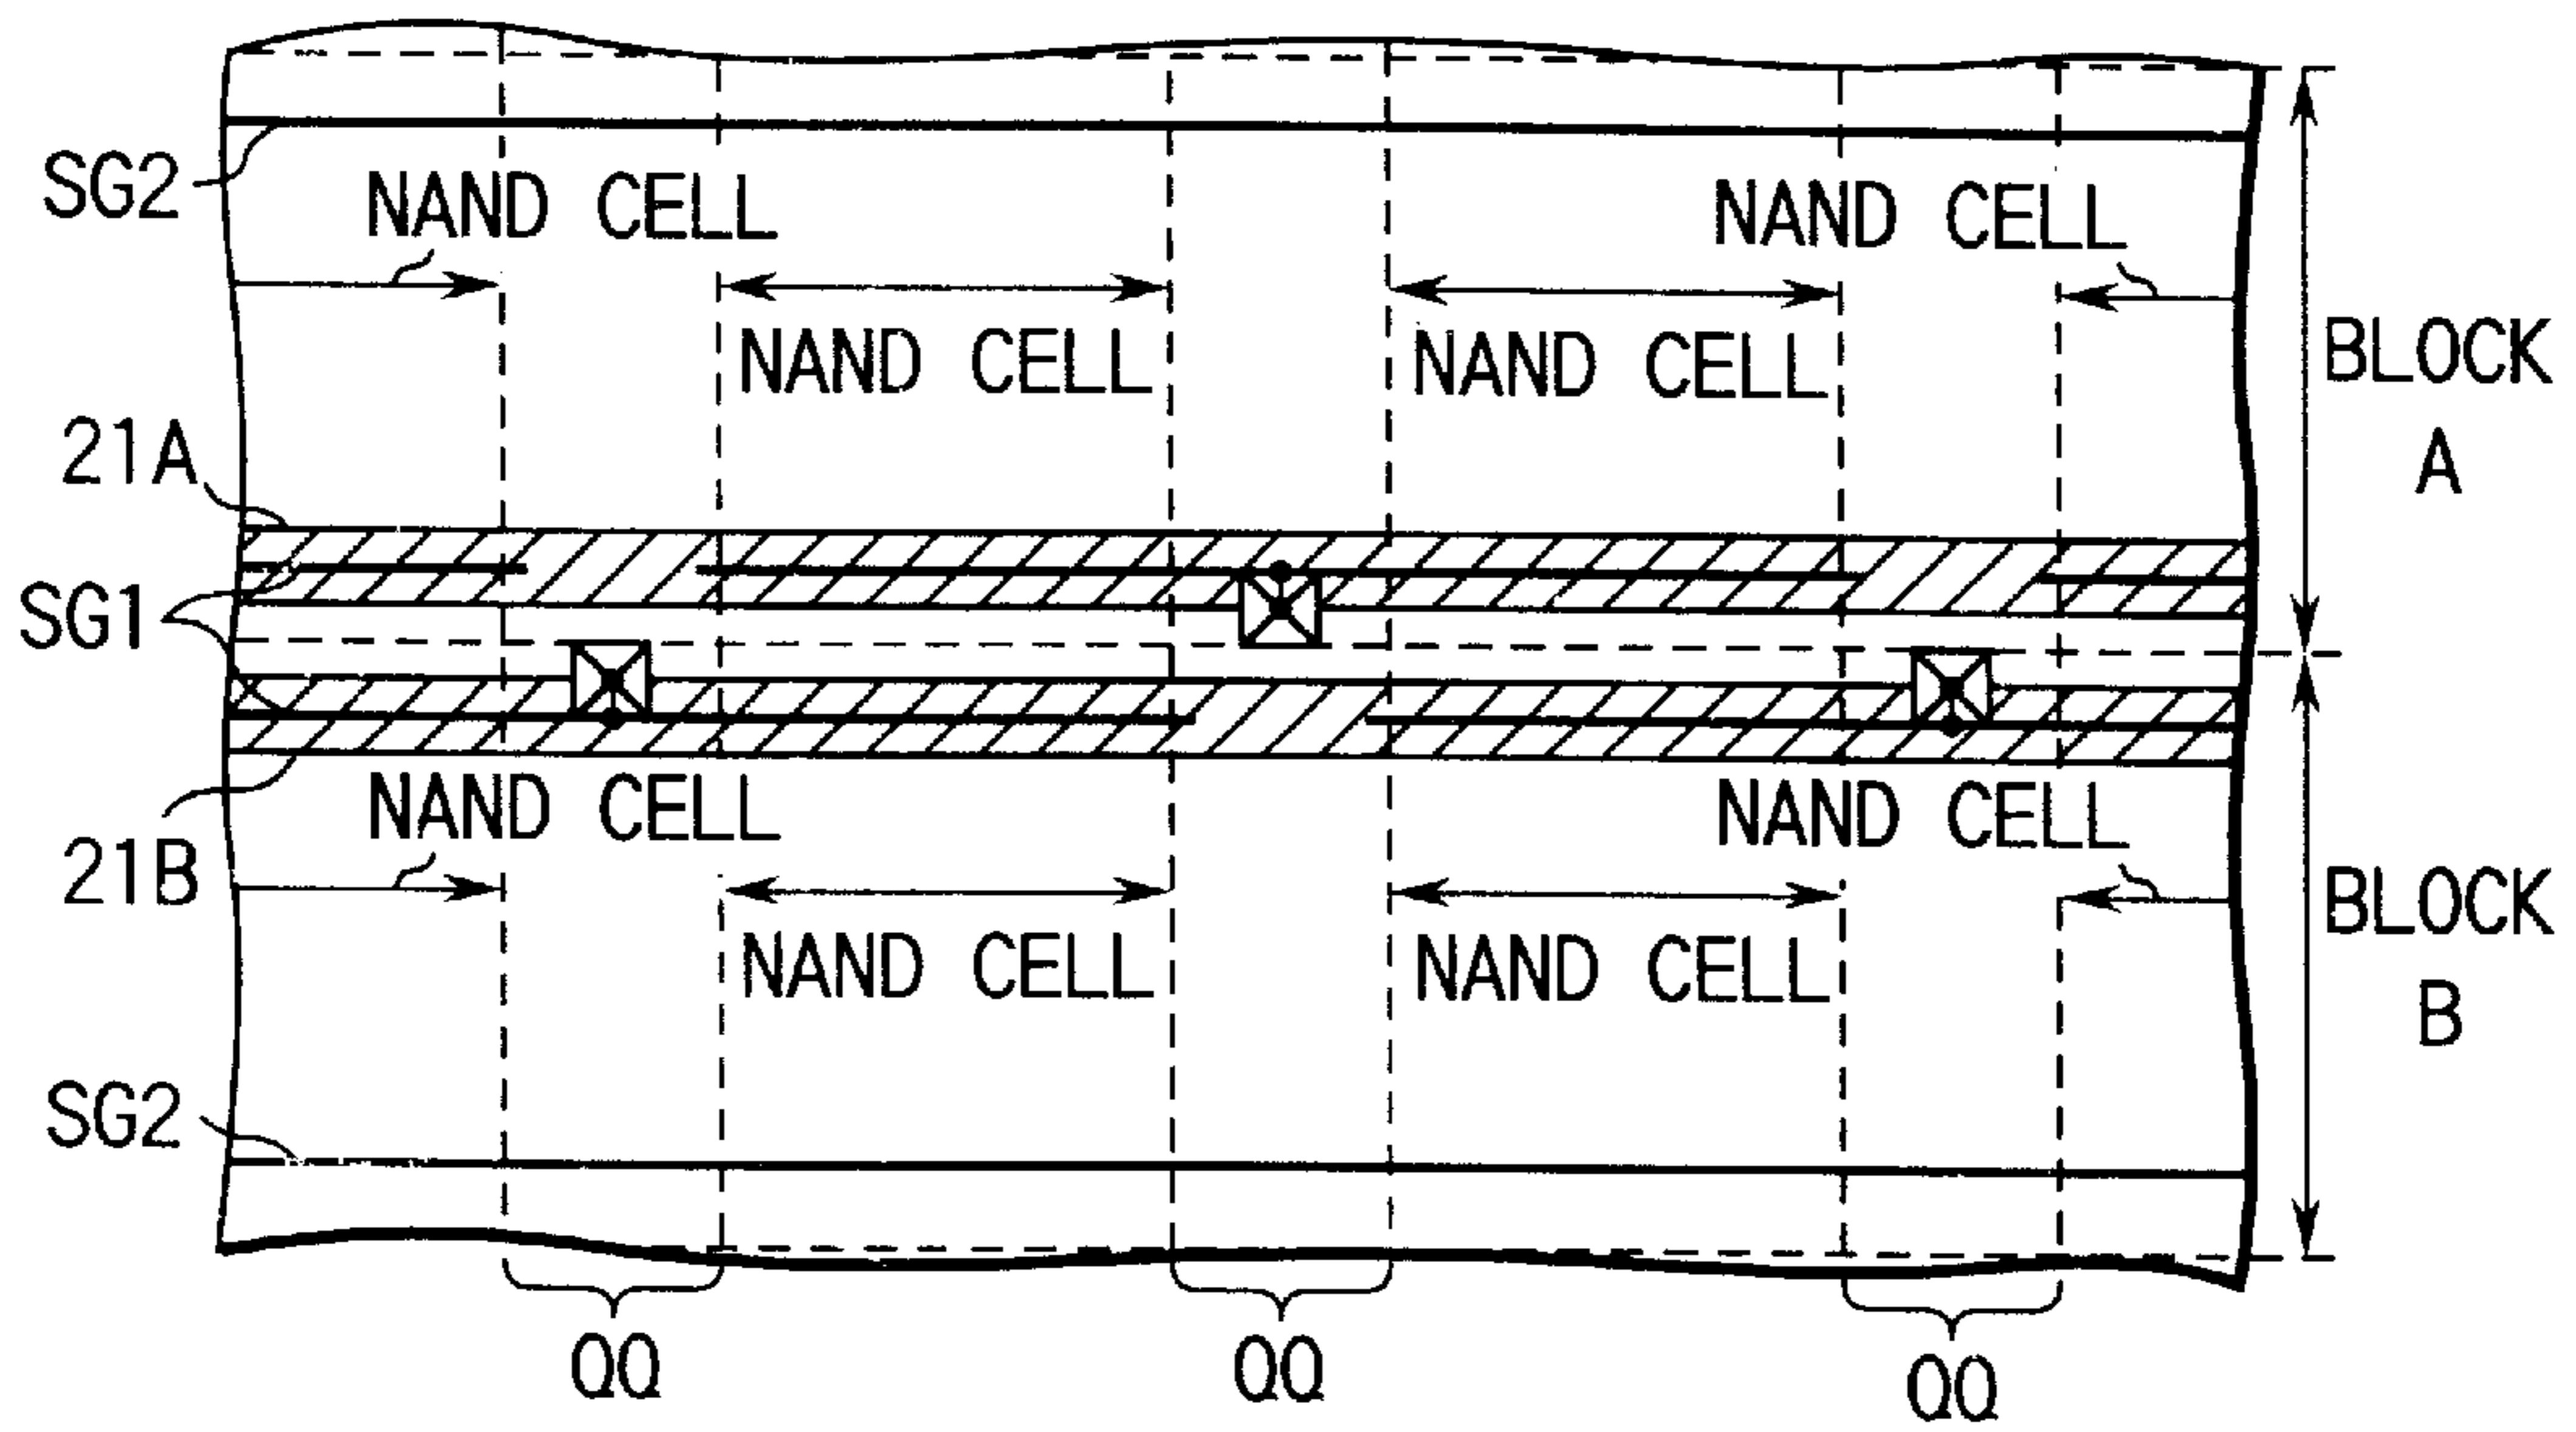 SG2
NAND CELL
NAND CELL
NAND CELL
NAND CELL
BLOCK
A
21A
SG1
21B
NAND CELL
NAND CELL
NAND CELL
NAND CELL
BLOCK
B
SG2
QQ
QQ
QQ